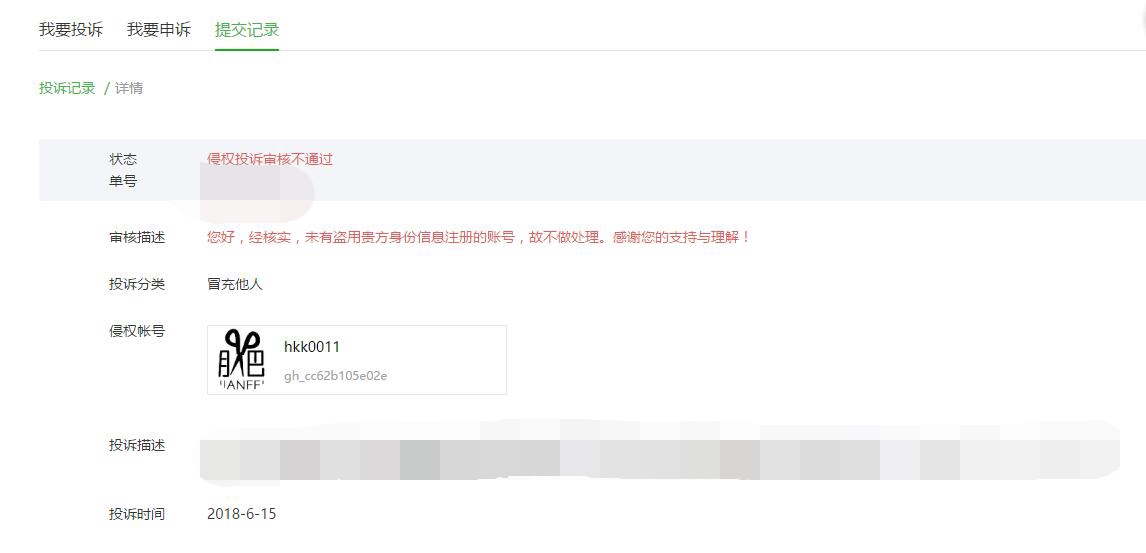 我要投诉 我要申诉 提交记录
投诉记录 / 详情
状态 侵权投诉审核不通过
单号
审核描述 您好，经核实，未有盗用贵方身份信息注册的账号，故不做处理。感谢您的支持与理解！
投诉分类 冒充他人
侵权帐号
hkk0011
gh_cc62b105e02e
投诉描述
投诉时间 2018-6-15